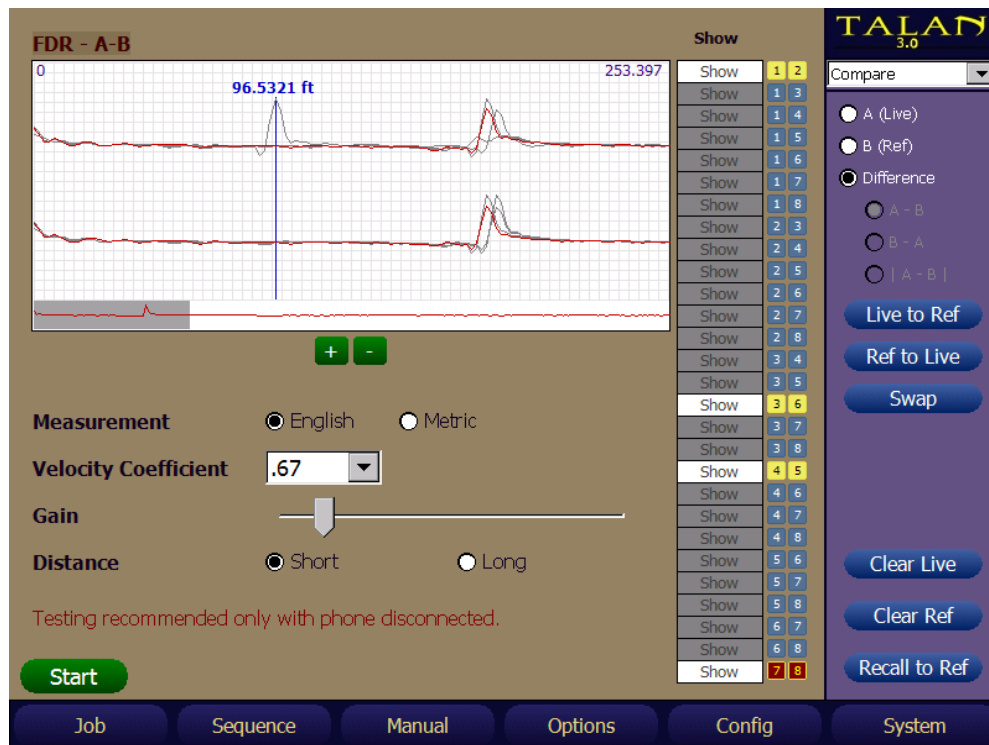 FDR - A-B
0
96.5321 ft
253.397
+ -
Measurement English Metric
Velocity Coefficient .67
Gain
Distance Short Long
Testing recommended only with phone disconnected.
Start
Show
Show 1 2
Show 1 3
Show 1 4
Show 1 5
Show 1 6
Show 1 7
Show 1 8
Show 2 3
Show 2 4
Show 2 5
Show 2 6
Show 2 7
Show 2 8
Show 3 4
Show 3 5
Show 3 6
Show 3 7
Show 3 8
Show 4 5
Show 4 6
Show 4 7
Show 4 8
Show 5 6
Show 5 7
Show 5 8
Show 6 7
Show 6 8
Show 7 8
TALAN
3.0
Compare
A (Live)
B (Ref)
Difference
A - B
B - A
| A - B |
Live to Ref
Ref to Live
Swap
Clear Live
Clear Ref
Recall to Ref
Job Sequence Manual Options Config System